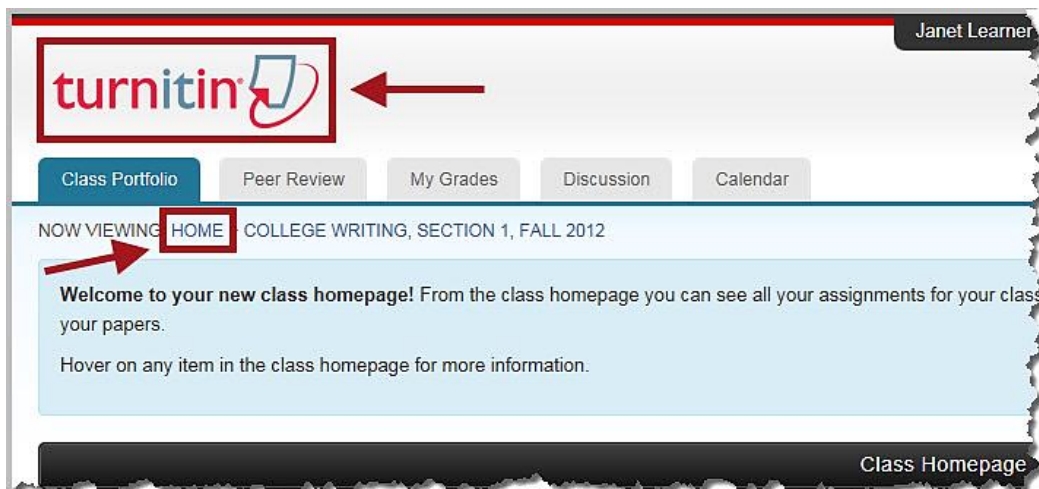 Janet Learner
turnitin
Class Portfolio Peer Review My Grades Discussion Calendar
NOW VIEWING HOME COLLEGE WRITING, SECTION 1, FALL 2012
Welcome to your new class homepage! From the class homepage you can see all your assignments for your class
your papers.
Hover on any item in the class homepage for more information.
Class Homepage